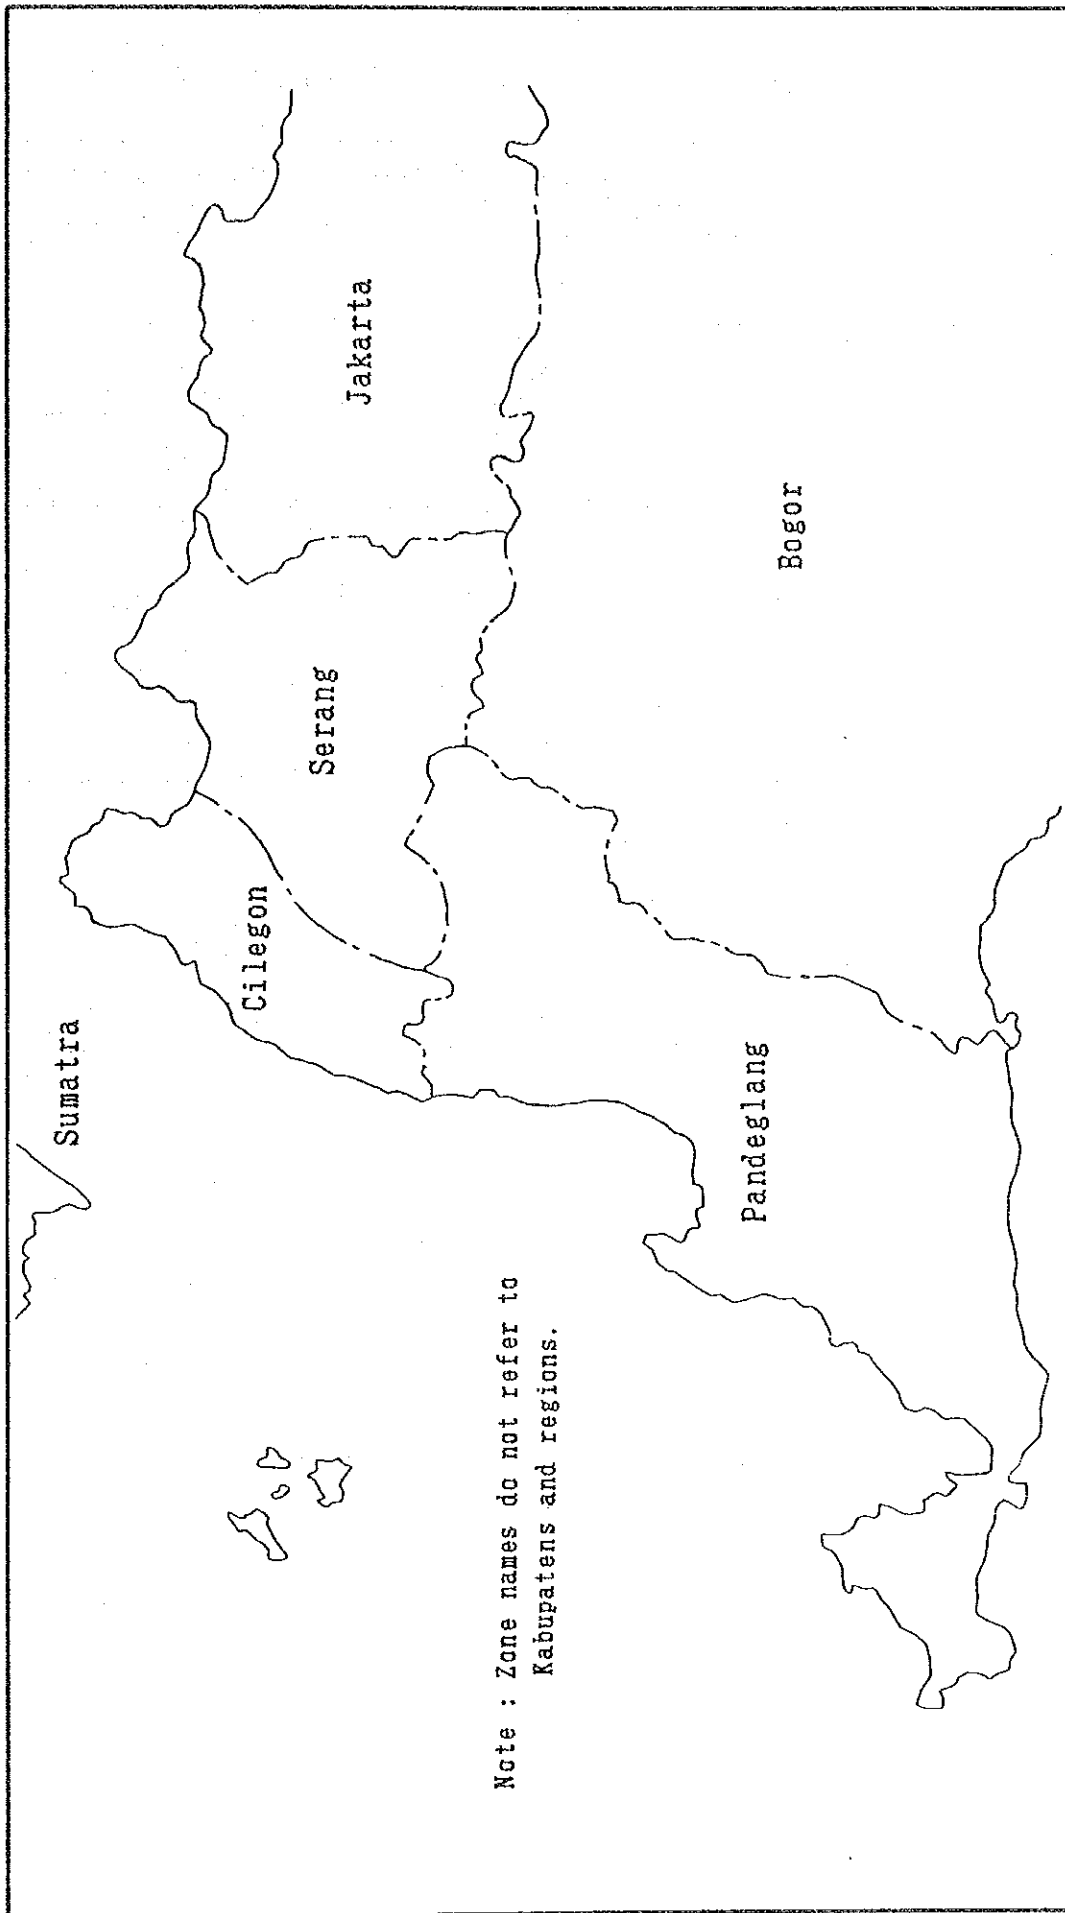 Sumatra
Cilegon
Serang
Jakarta
Pandeglang
Bogor
Note : Zone names do not refer to
Kabupatens and regions.